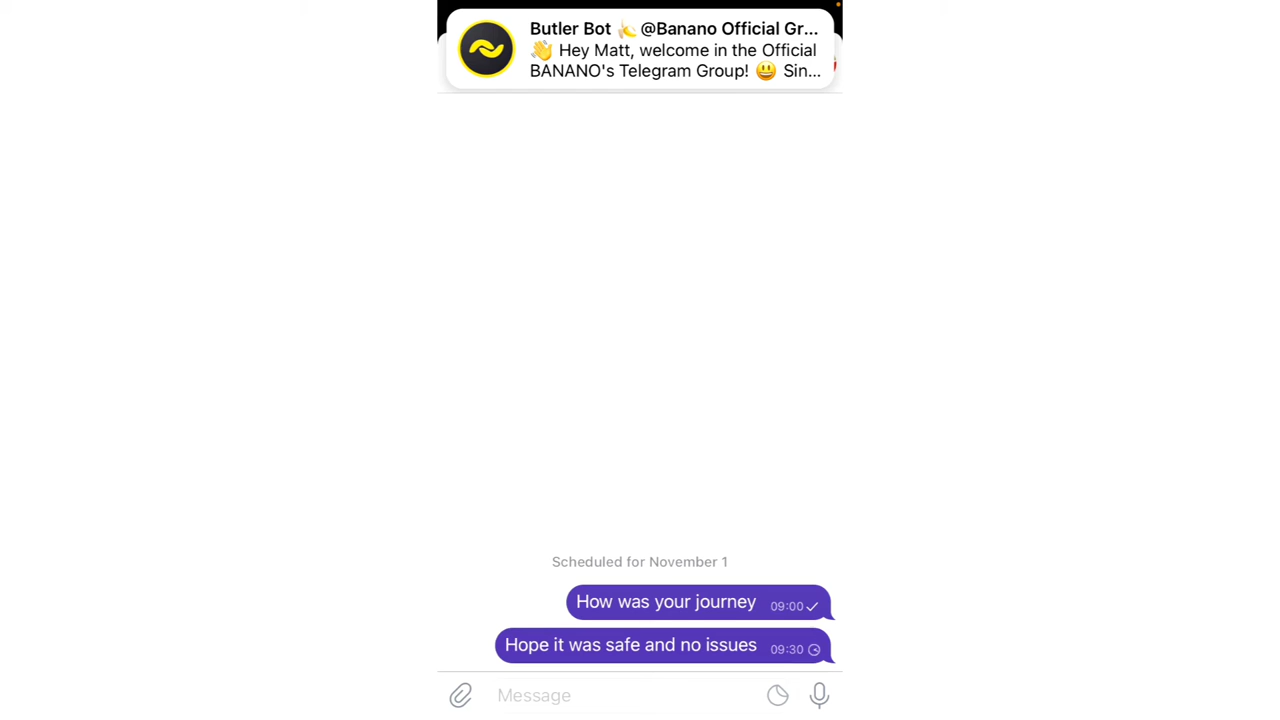 Butler Bot 🍌 @Banano Official Gr...
👋 Hey Matt, welcome in the Official
BANANO's Telegram Group! 😃 Sin...
Scheduled for November 1
How was your journey 09:00
Hope it was safe and no issues 09:30
Message